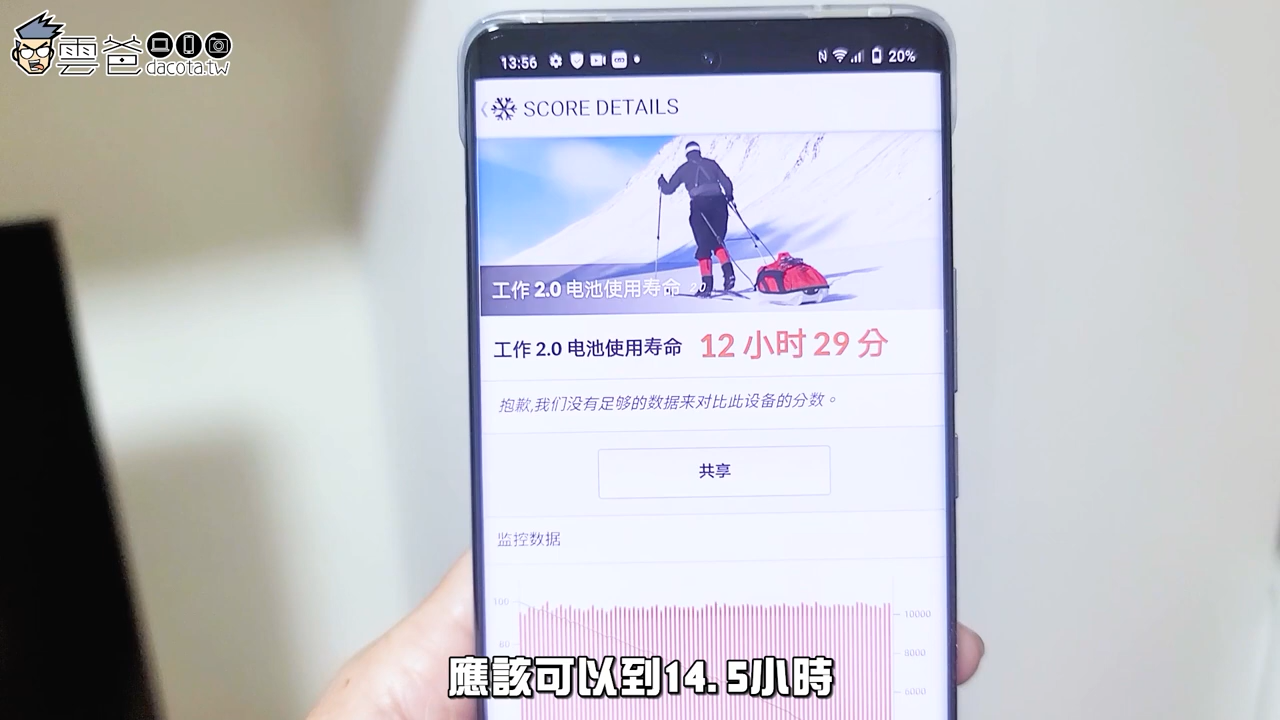 雲爸
dacota.tw
13:56
20%
SCORE DETAILS
工作 2.0 电池使用寿命 2.0
工作 2.0 电池使用寿命 12 小时 29 分
抱歉,我们没有足够的数据来对比此设备的分数。
共享
监控数据
100
10000
80
8000
6000
應該可以到14.5小時